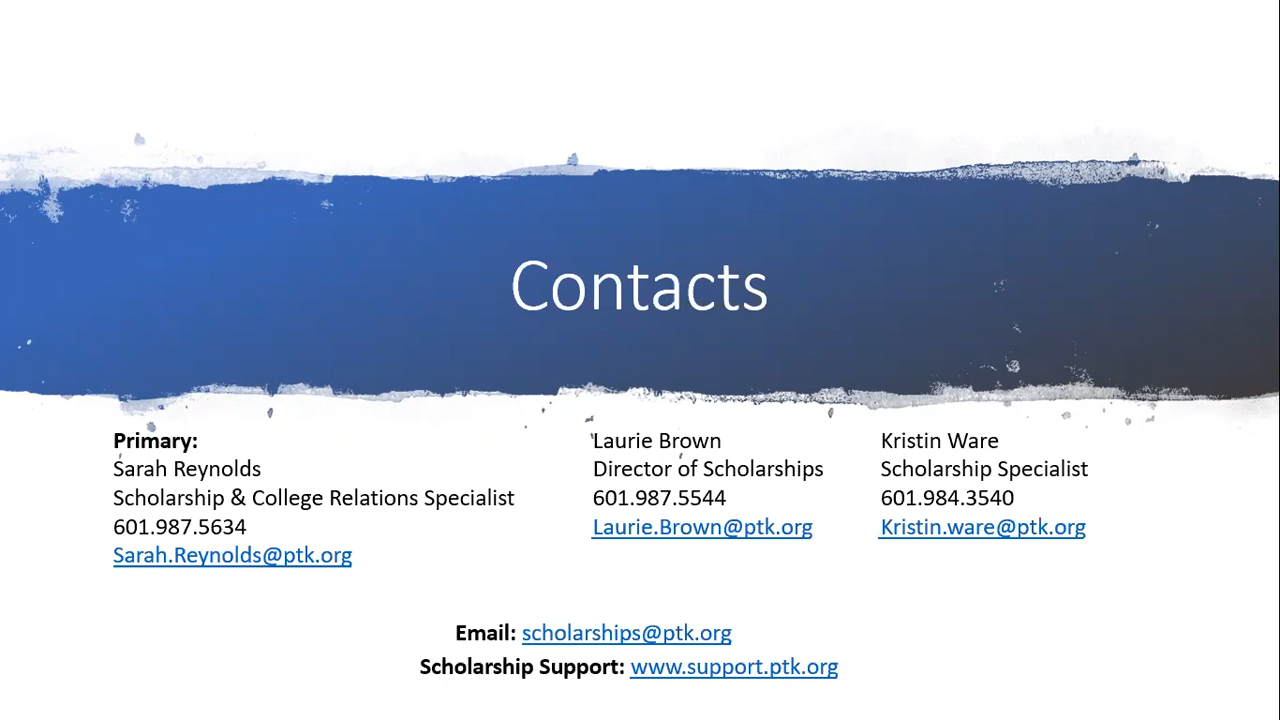 Contacts
Primary:
Sarah Reynolds
Scholarship & College Relations Specialist
601.987.5634
Sarah.Reynolds@ptk.org
Laurie Brown
Director of Scholarships
601.987.5544
Laurie.Brown@ptk.org
Kristin Ware
Scholarship Specialist
601.984.3540
Kristin.ware@ptk.org
Email: scholarships@ptk.org
Scholarship Support: www.support.ptk.org